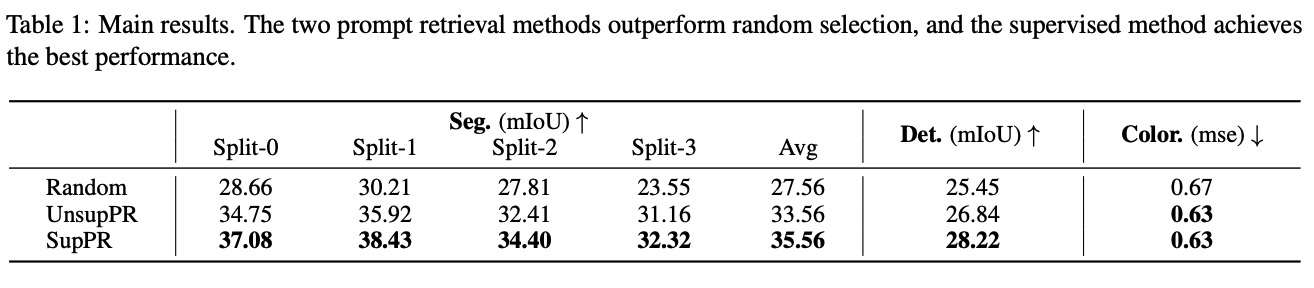 Table 1: Main results. The two prompt retrieval methods outperform random selection, and the supervised method achieves
the best performance.
Seg. (mIoU) ↑ Det. (mIoU) ↑ Color. (mse) ↓
Split-0 Split-1 Split-2 Split-3 Avg
Random 28.66 30.21 27.81 23.55 27.56 25.45 0.67
UnsupPR 34.75 35.92 32.41 31.16 33.56 26.84 0.63
SupPR 37.08 38.43 34.40 32.32 35.56 28.22 0.63